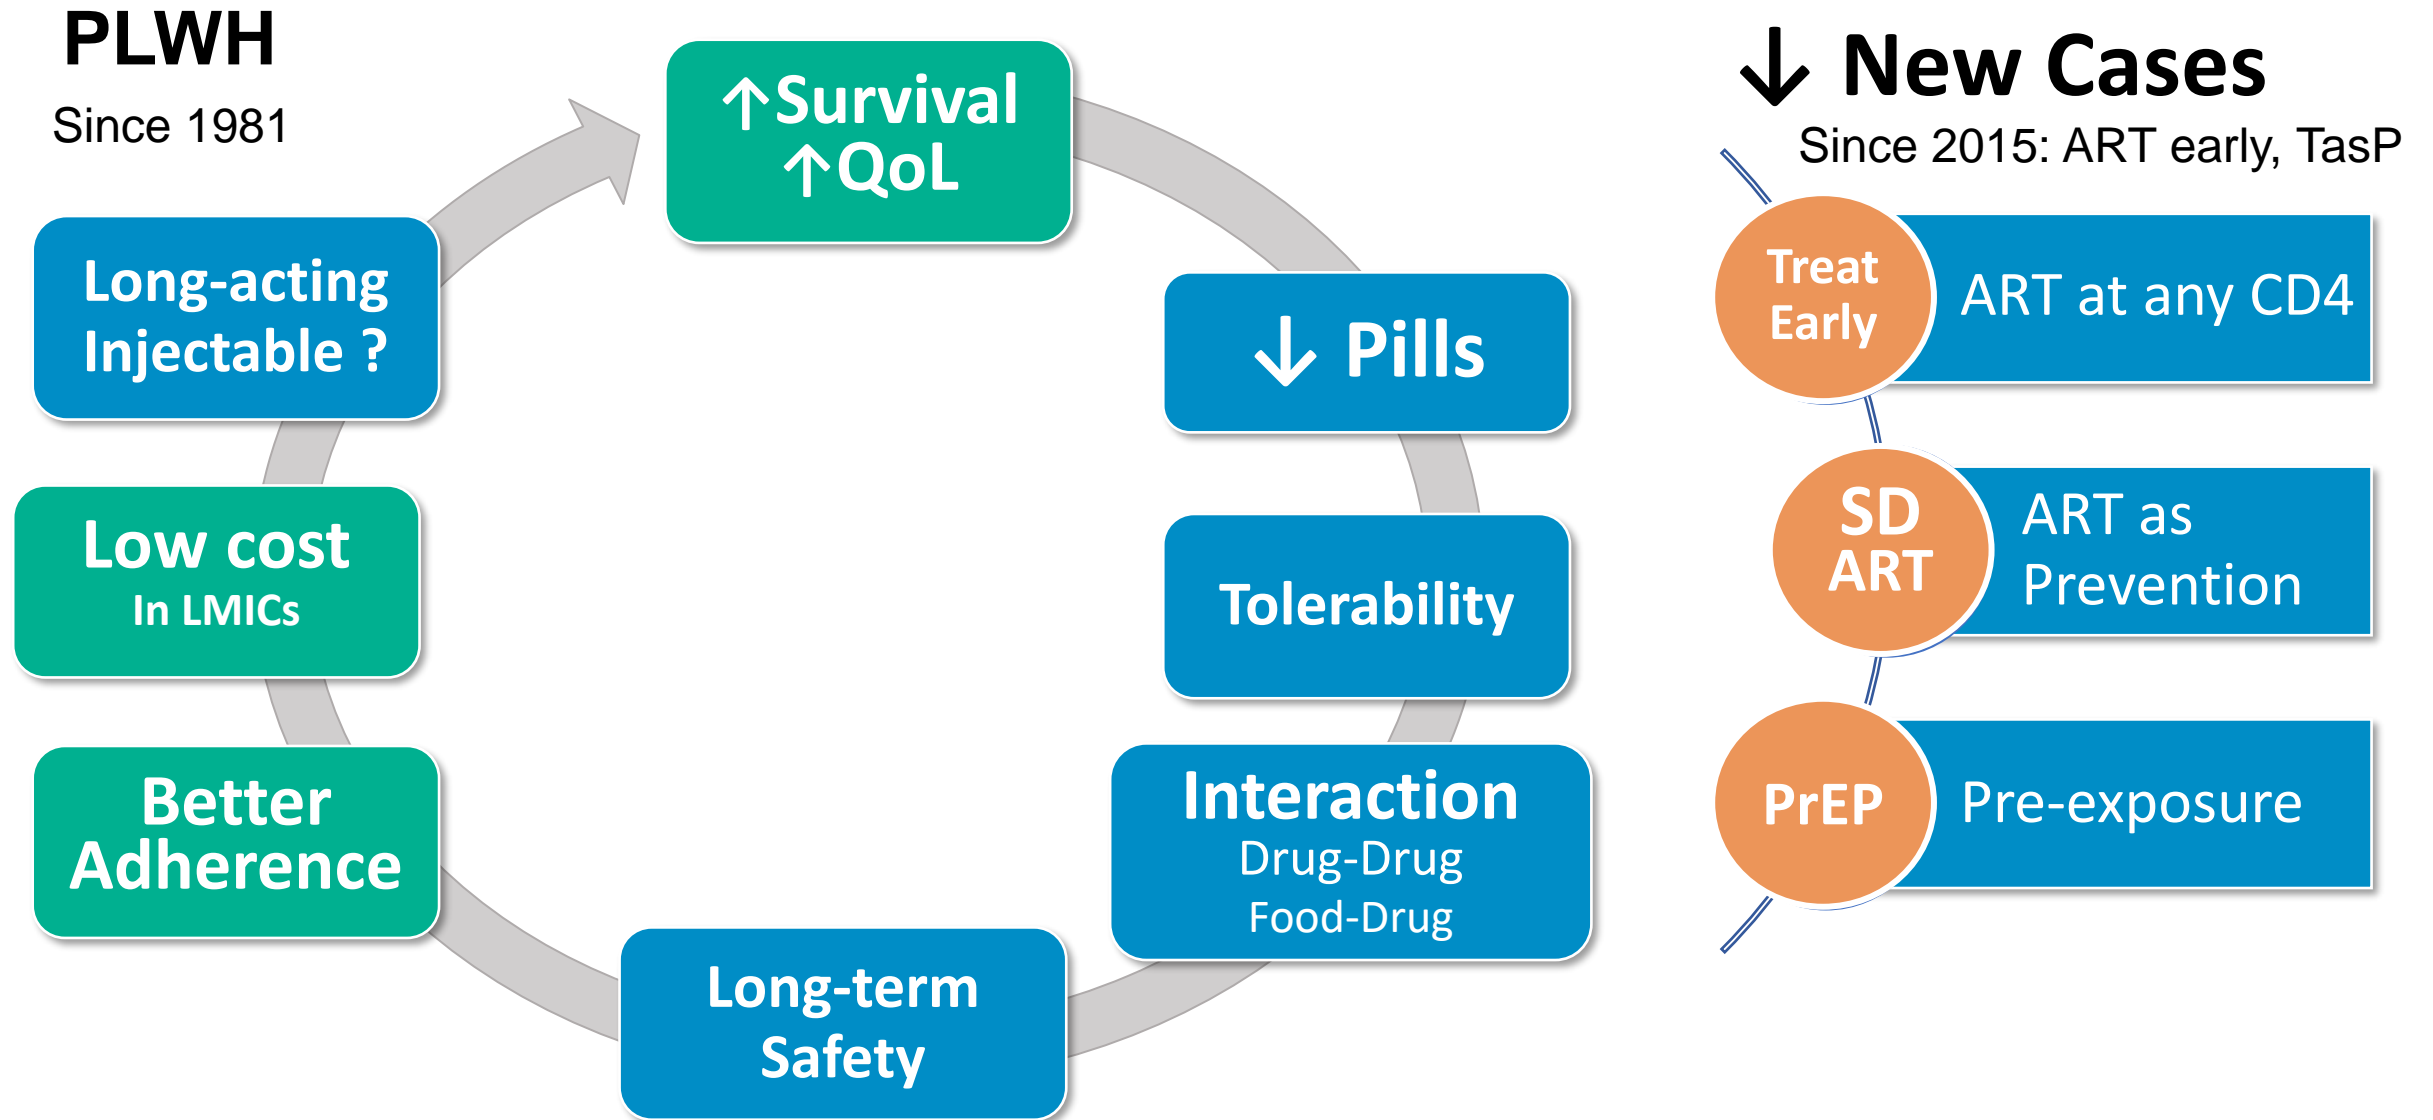 PLWH
Since 1981
↑Survival
↑QoL
↓ Pills
Tolerability
Interaction
Drug-Drug
Food-Drug
Long-term
Safety
Better
Adherence
Low cost
In LMICs
Long-acting
Injectable ?
↓ New Cases
Since 2015: ART early, TasP
Treat
Early
ART at any CD4
SD
ART
ART as
Prevention
PrEP
Pre-exposure